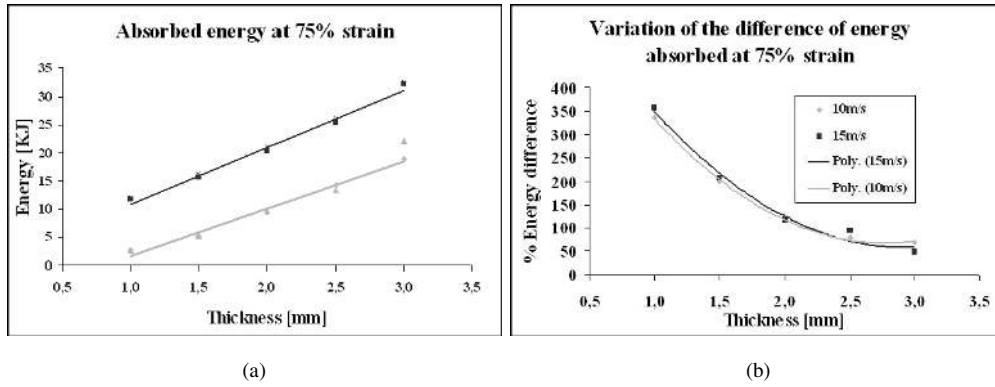 Absorbed energy at 75% strain
Energy [KJ]
35
30
25
20
15
10
5
0
0,5 1,0 1,5 2,0 2,5 3,0 3,5
Thickness [mm]
(a)
Variation of the difference of energy
absorbed at 75% strain
% Energy difference
400
350
300
250
200
150
100
50
0
10m/s
15m/s
Poly. (15m/s)
Poly. (10m/s)
0,5 1,0 1,5 2,0 2,5 3,0 3,5
Thickness [mm]
(b)